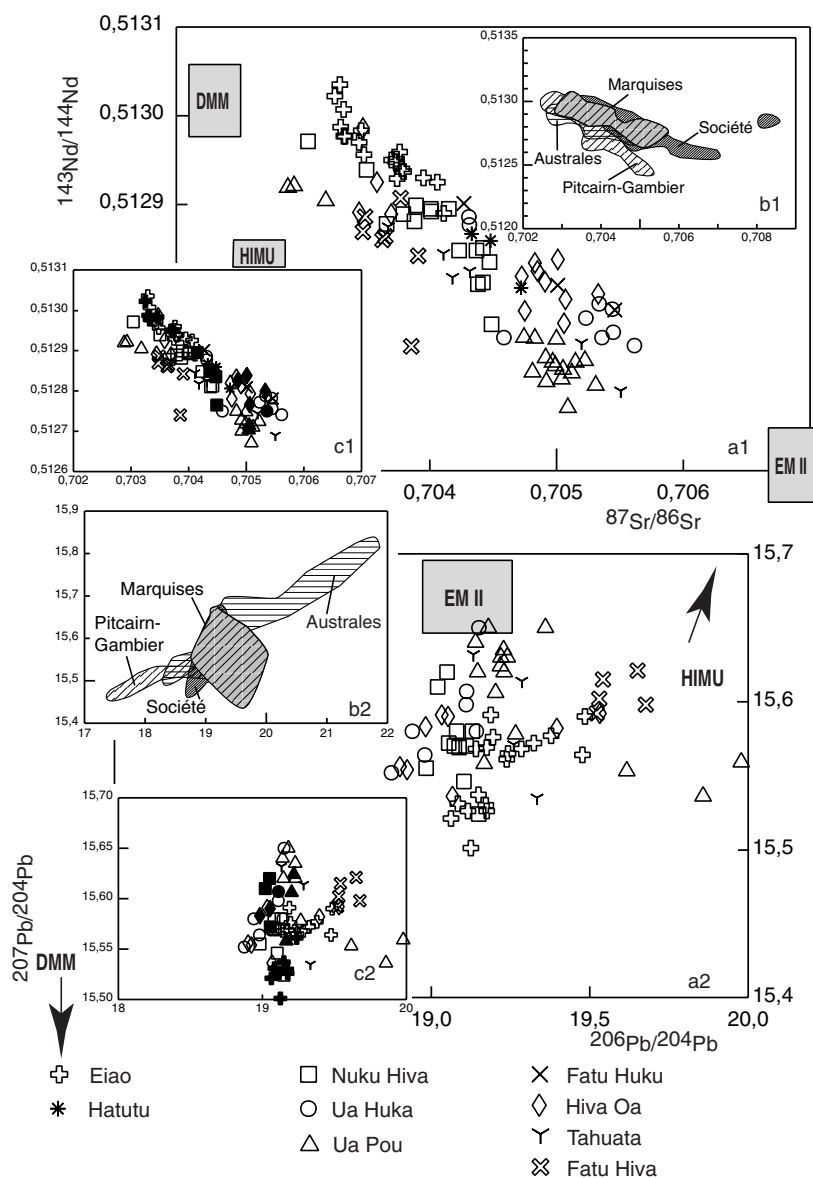 0,5131
0,5130
0,5129
143Nd/144Nd
DMM
HIMU
0,5135
0,5130
0,5125
0,5120
Marquises
Société
Australes
Pitcairn-Gambier
b1
0,702
0,704
0,706
0,708
0,5131
0,5130
0,5129
0,5128
0,5127
0,5126
c1
0,702
0,703
0,704
0,705
0,706
0,707
a1
EM II
0,704
0,705
0,706
87Sr/86Sr
15,9
15,8
15,7
15,6
15,5
15,4
Marquises
Pitcairn-
Gambier
Australes
Société
b2
17
18
19
20
21
22
EM II
HIMU
15,7
15,6
15,5
15,4
15,70
15,65
15,60
15,55
15,50
c2
18
19
20
207Pb/204Pb
DMM
a2
19,0
19,5
20,0
206Pb/204Pb
Eiao
Nuku Hiva
Fatu Huku
Hatutu
Ua Huka
Hiva Oa
Ua Pou
Tahuata
Fatu Hiva